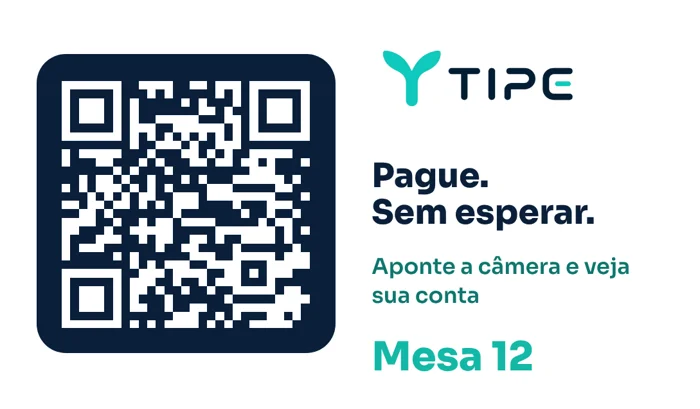 TIPE
Pague.
Sem esperar.
Aponte a câmera e veja
sua conta
Mesa 12